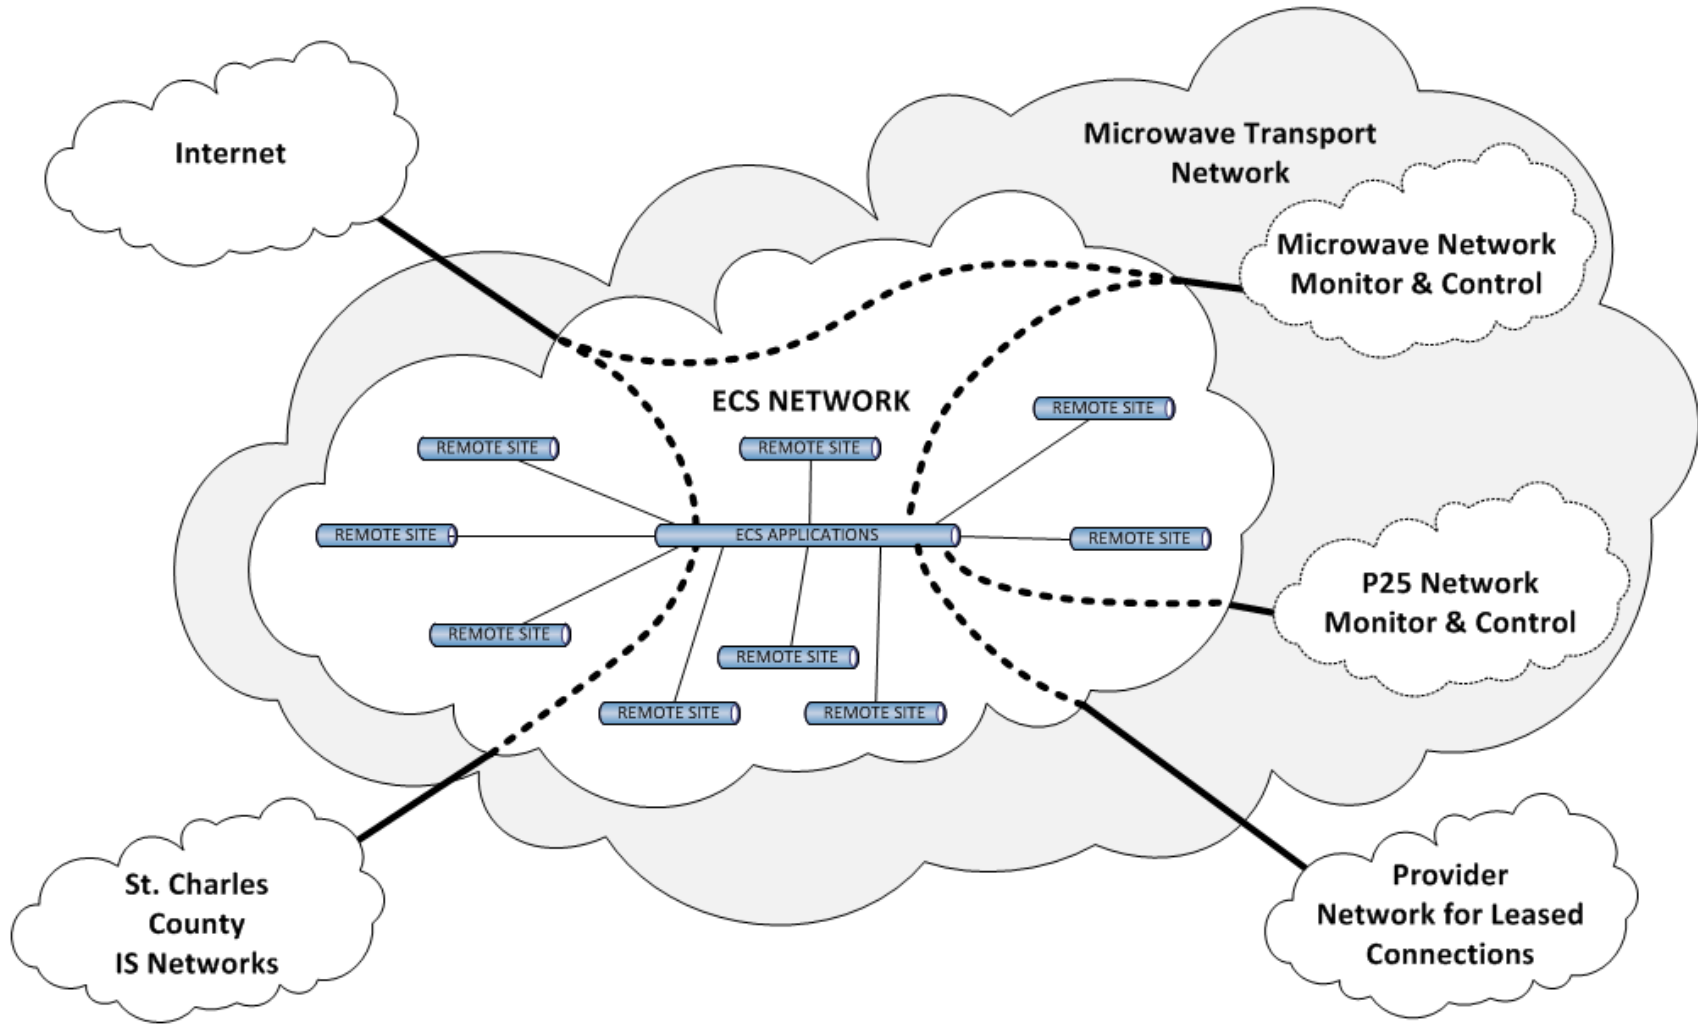 Internet
Microwave Transport
Network
Microwave Network
Monitor & Control
ECS NETWORK
REMOTE SITE
REMOTE SITE
REMOTE SITE
REMOTE SITE
ECS APPLICATIONS
REMOTE SITE
REMOTE SITE
REMOTE SITE
REMOTE SITE
REMOTE SITE
P25 Network
Monitor & Control
St. Charles
County
IS Networks
Provider
Network for Leased
Connections